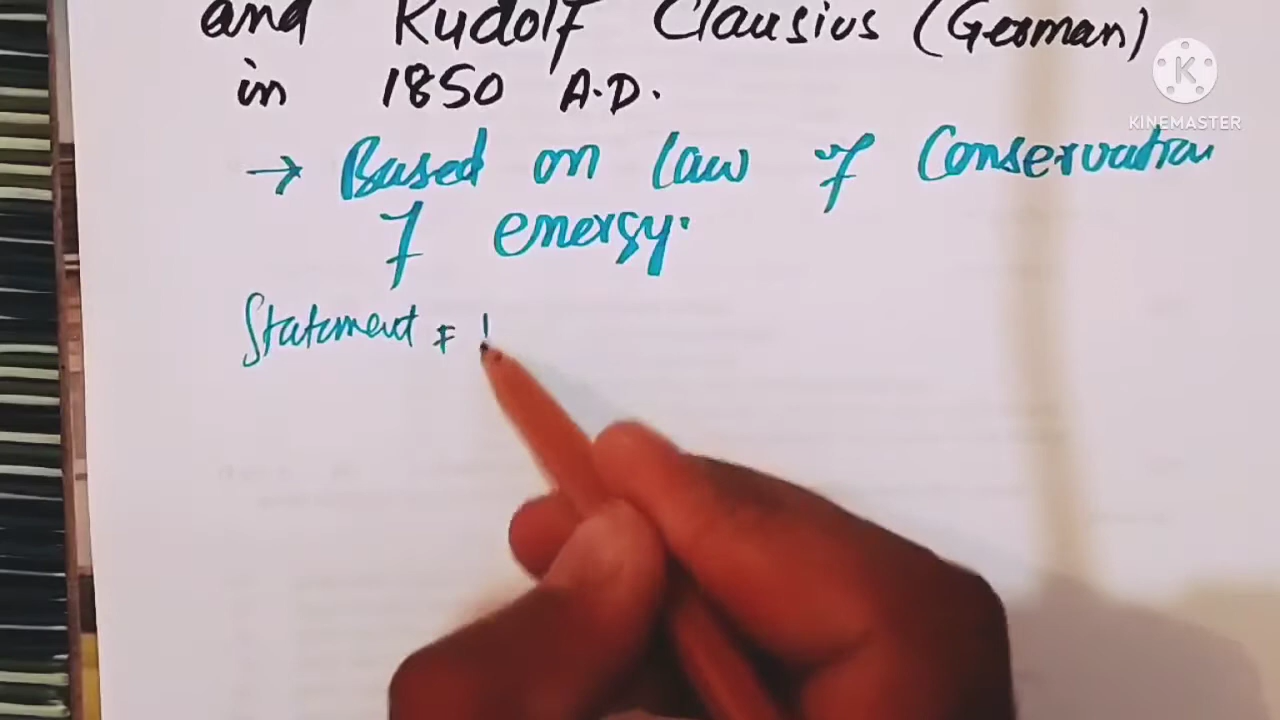 and Rudolf Clausius (German)
in 1850 A.D.
K
KINEMASTER
→ Based on law of Conservation
of energy.
Statement :